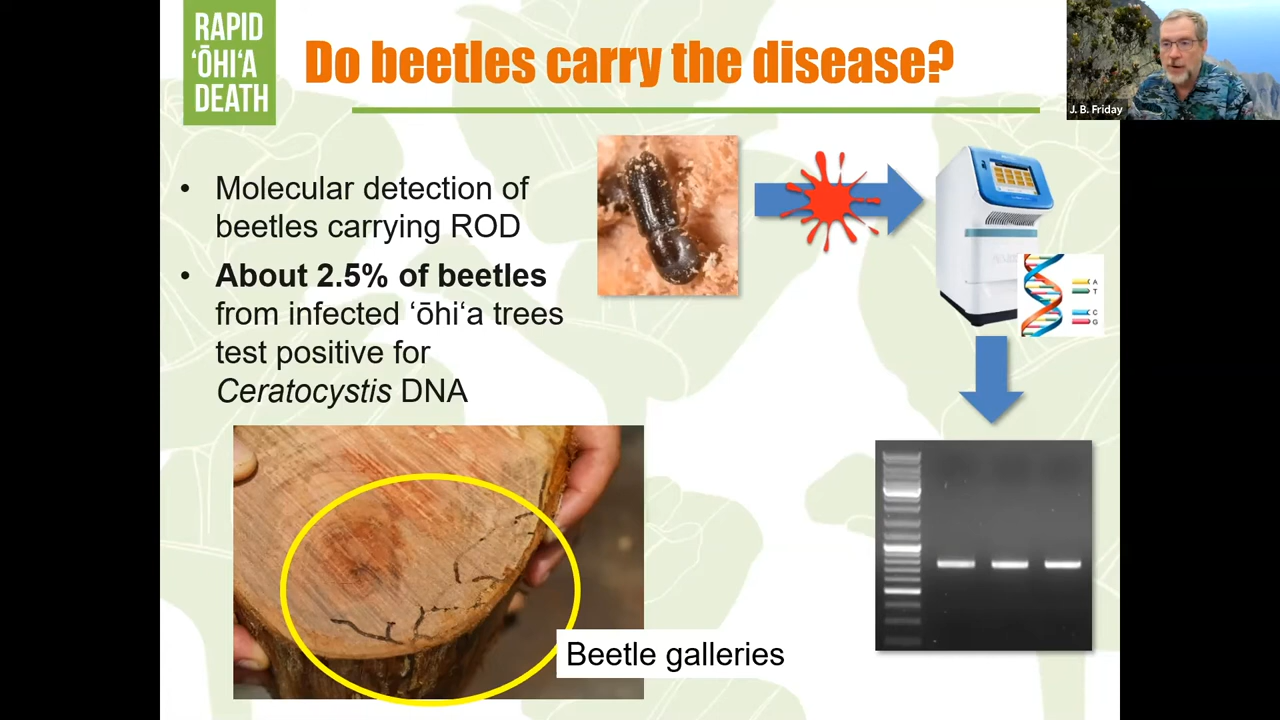 RAPID
ʻŌHIʻA
DEATH
Do beetles carry the disease?
J. B. Friday
• Molecular detection of
beetles carrying ROD
• About 2.5% of beetles
from infected ʻōhiʻa trees
test positive for
Ceratocystis DNA
A
T
C
G
Beetle galleries